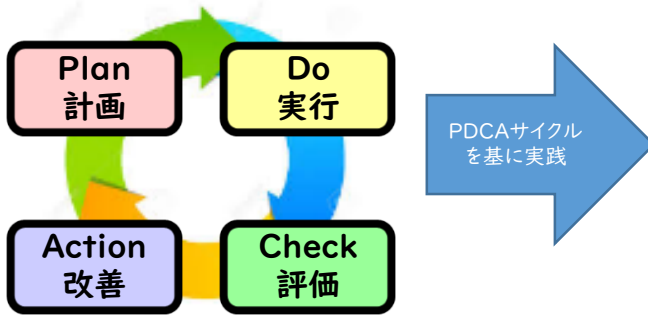 Plan
計画
Do
実行
PDCAサイクル
を基に実践
Action
改善
Check
評価